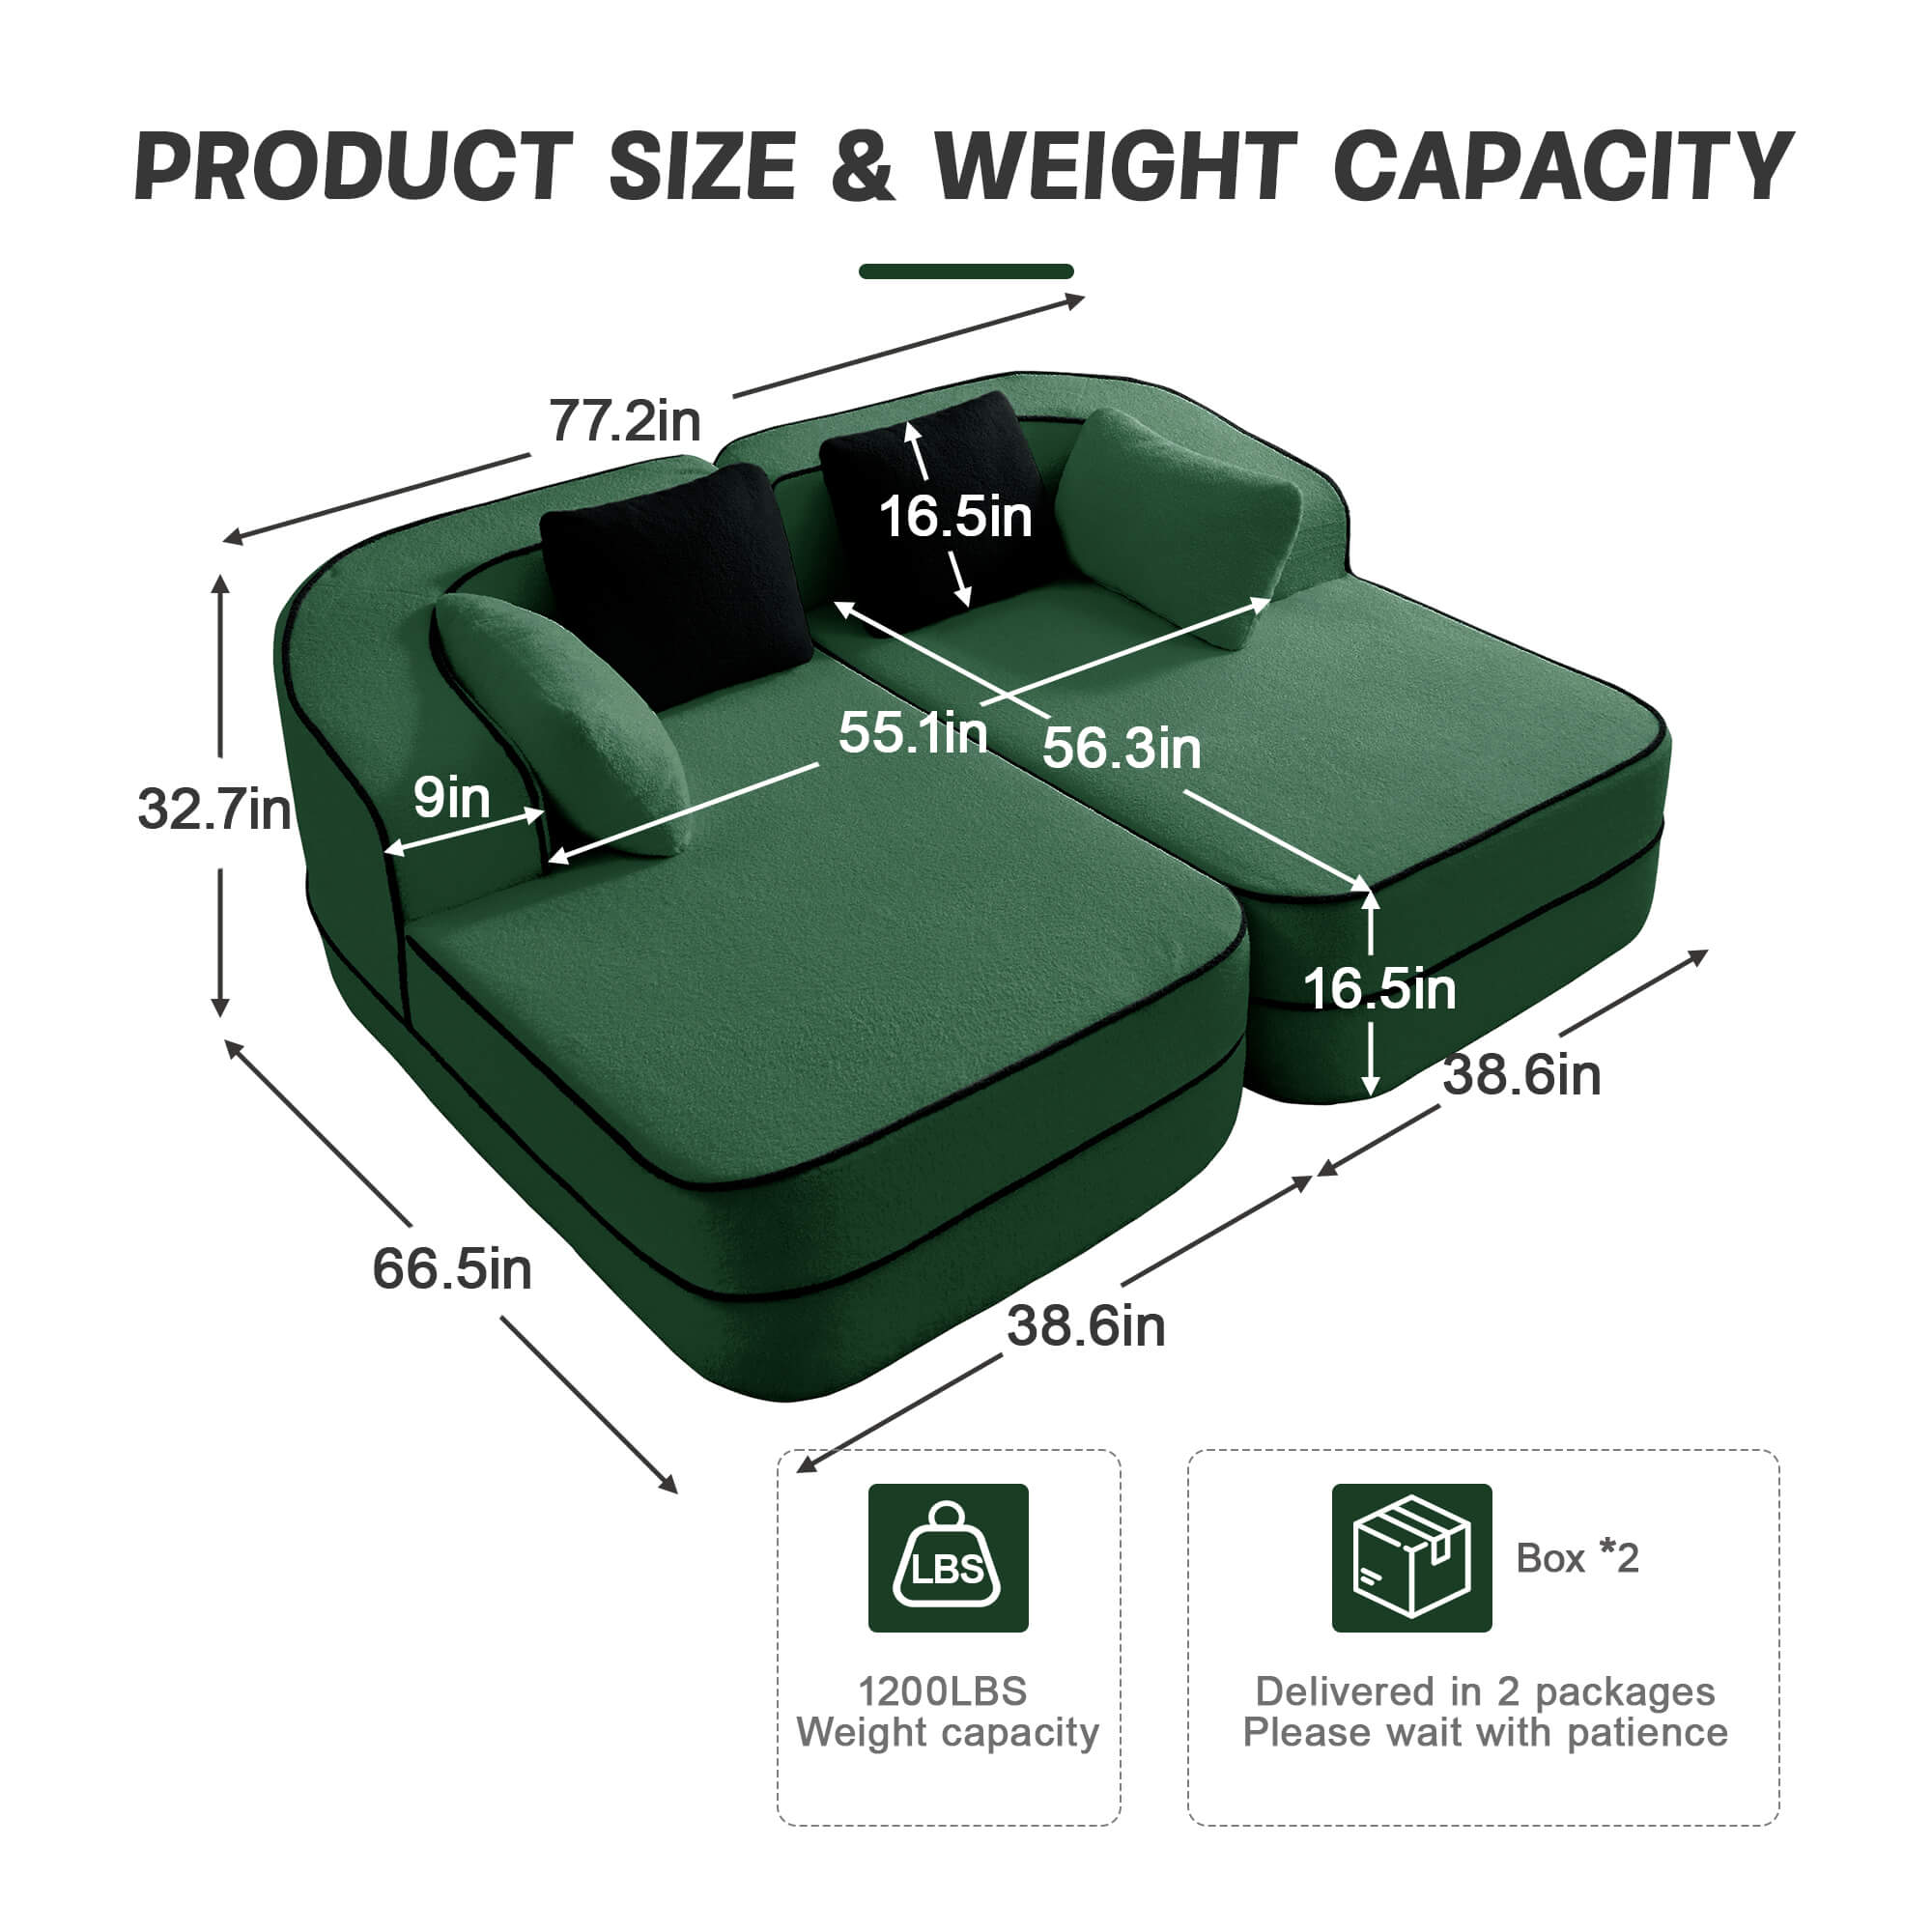 PRODUCT SIZE & WEIGHT CAPACITY
77.2in
16.5in
55.1in
56.3in
9in
32.7in
16.5in
38.6in
66.5in
38.6in
LBS
Box *2
1200LBS
Weight capacity
Delivered in 2 packages
Please wait with patience